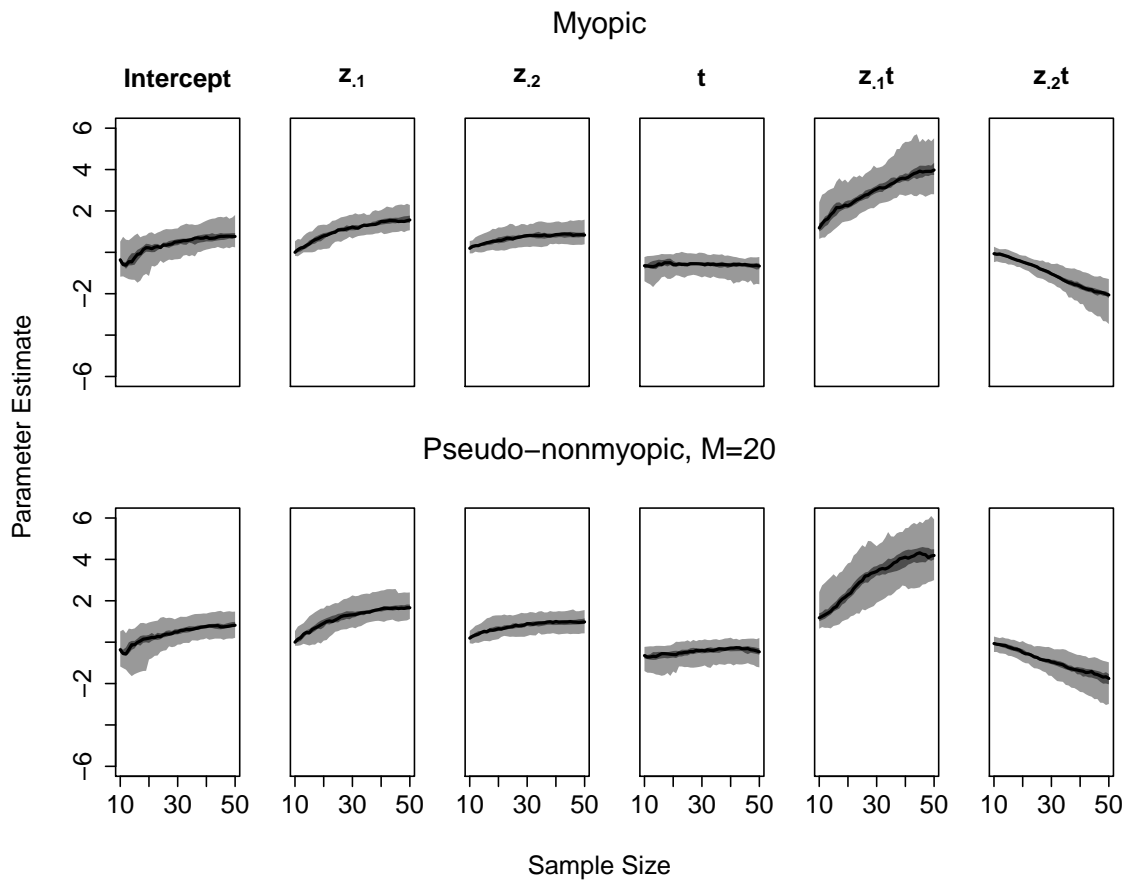 Myopic
Intercept z.1 z.2 t z.1t z.2t
6
4
2
−2
−6
Parameter Estimate
Pseudo−nonmyopic, M=20
6
4
2
−2
−6
10 30 50 10 30 50 10 30 50 10 30 50 10 30 50 10 30 50
Sample Size